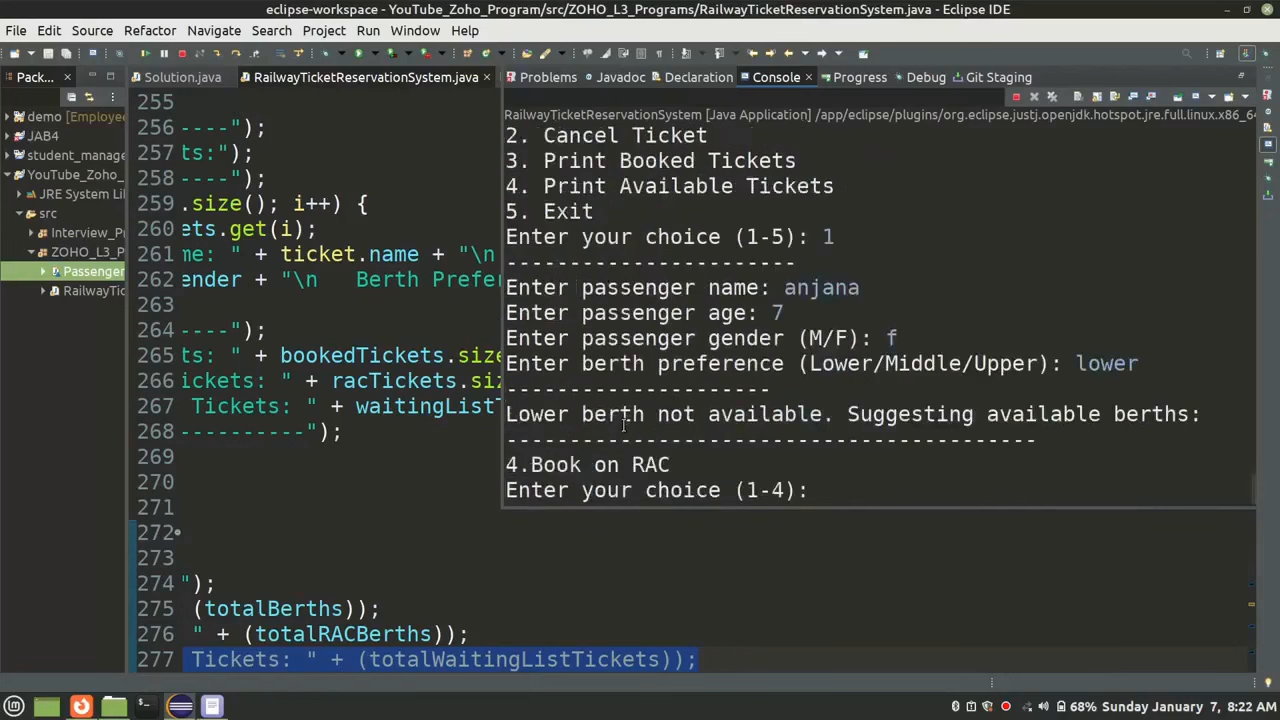 eclipse-workspace - YouTube_Zoho_Program/src/ZOHO_L3_Programs/RailwayTicketReservationSystem.java - Eclipse IDE
File Edit Source Refactor Navigate Search Project Run Window Help
Pack...
Solution.java
RailwayTicketReservationSystem.java
Problems
Javadoc
Declaration
Console
Progress
Debug
Git Staging
demo [Employee
JAB4
student_manage
YouTube_Zoho_
JRE System Lib
src
Interview_Pr
ZOHO_L3_P
Passenger
RailwayTic
255
256 ----");
257 ts:");
258 ----");
259 .size(); i++) {
260 ets.get(i);
261 me: " + ticket.name + "\n
262 ender + "\n   Berth Prefer
263
264 ----");
265 ts: " + bookedTickets.size
266 ickets: " + racTickets.siz
267 Tickets: " + waitingListT
268 ----------");
269
270
271
272
273
274 ");
275 (totalBerths));
276 " + (totalRACBerths));
277 Tickets: " + (totalWaitingListTickets));
RailwayTicketReservationSystem [Java Application] /app/eclipse/plugins/org.eclipse.justj.openjdk.hotspot.jre.full.linux.x86_64
2. Cancel Ticket
3. Print Booked Tickets
4. Print Available Tickets
5. Exit
Enter your choice (1-5): 1
-----------------------
Enter passenger name: anjana
Enter passenger age: 7
Enter passenger gender (M/F): f
Enter berth preference (Lower/Middle/Upper): lower
---------------------
Lower berth not available. Suggesting available berths:
------------------------------------------
4.Book on RAC
Enter your choice (1-4):
68% Sunday January 7, 8:22 AM